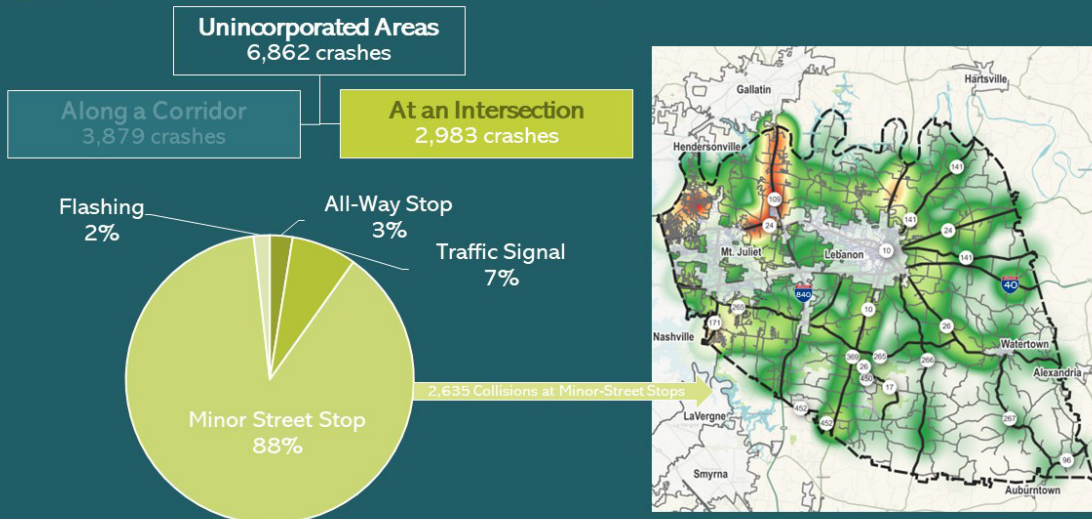 Unincorporated Areas
6,862 crashes
Along a Corridor
3,879 crashes
At an Intersection
2,983 crashes
Flashing
2%
All-Way Stop
3%
Traffic Signal
7%
Minor Street Stop
88%
2,635 Collisions at Minor-Street Stops
Gallatin
Hartsville
Hendersonville
141
109
24
141
24
Mt. Juliet
Lebanon
10
141
840
40
265
10
171
26
Nashville
Watertown
369
265
266
26
Alexandria
450
17
LaVergne
452
452
267
96
Smyrna
Auburntown